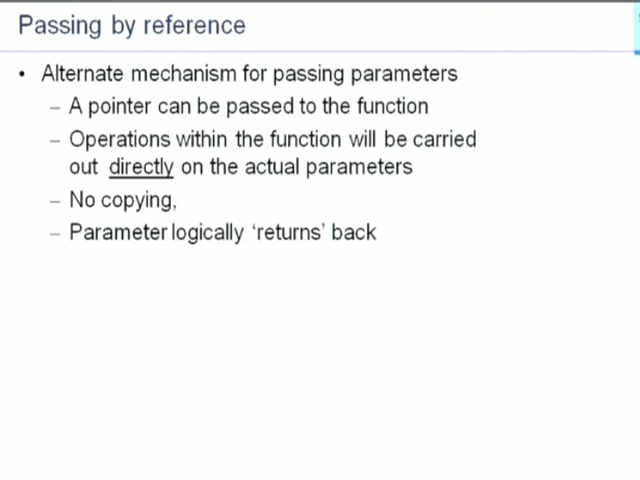 Passing by reference
• Alternate mechanism for passing parameters
– A pointer can be passed to the function
– Operations within the function will be carried
out directly on the actual parameters
– No copying,
– Parameter logically ‘returns’ back